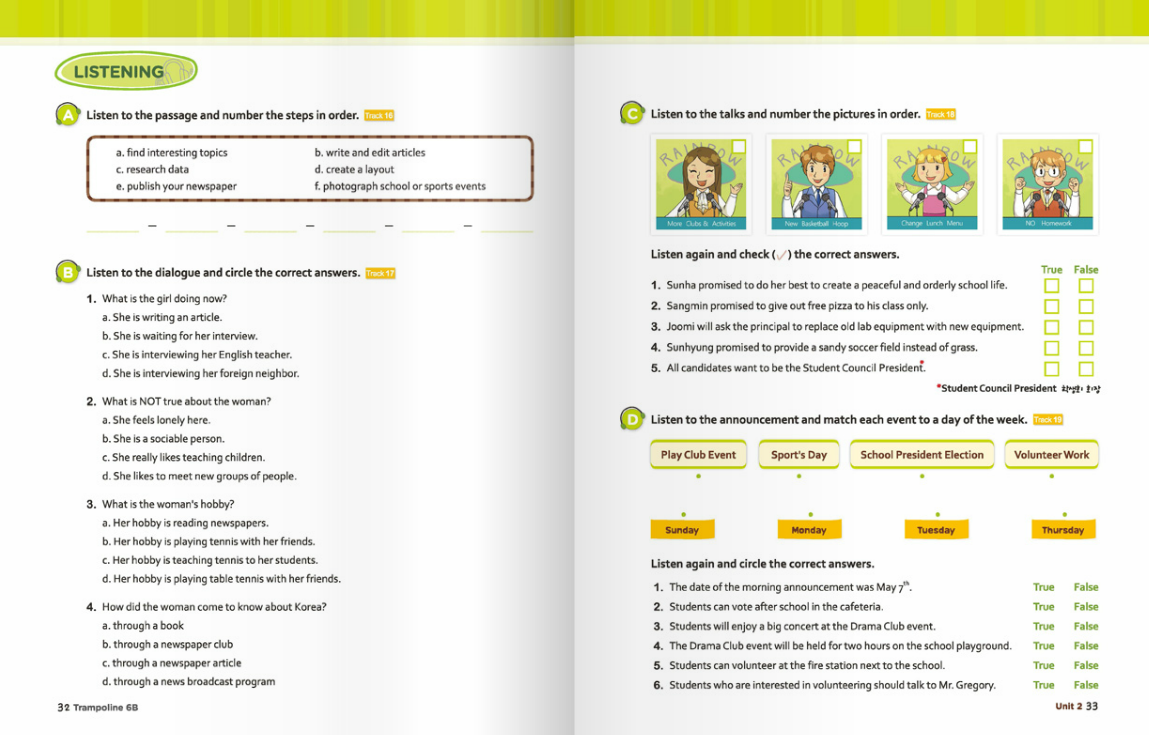 LISTENING
A Listen to the passage and number the steps in order. Track 16
a. find interesting topics b. write and edit articles
c. research data d. create a layout
e. publish your newspaper f. photograph school or sports events
– – – – –
B Listen to the dialogue and circle the correct answers. Track 17
1. What is the girl doing now?
a. She is writing an article.
b. She is waiting for her interview.
c. She is interviewing her English teacher.
d. She is interviewing her foreign neighbor.
2. What is NOT true about the woman?
a. She feels lonely here.
b. She is a sociable person.
c. She really likes teaching children.
d. She likes to meet new groups of people.
3. What is the woman's hobby?
a. Her hobby is reading newspapers.
b. Her hobby is playing tennis with her friends.
c. Her hobby is teaching tennis to her students.
d. Her hobby is playing table tennis with her friends.
4. How did the woman come to know about Korea?
a. through a book
b. through a newspaper club
c. through a newspaper article
d. through a news broadcast program
32 Trampoline 6B
C Listen to the talks and number the pictures in order. Track 18
RAINBOW RAINBOW RAINBOW RAINBOW
More Clubs & Activities New Basketball Hoop Change Lunch Menu NO Homework
Listen again and check (✓) the correct answers.
True False
1. Sunha promised to do her best to create a peaceful and orderly school life.
2. Sangmin promised to give out free pizza to his class only.
3. Joomi will ask the principal to replace old lab equipment with new equipment.
4. Sunhyung promised to provide a sandy soccer field instead of grass.
5. All candidates want to be the Student Council President*.
*Student Council President 학생회 회장
D Listen to the announcement and match each event to a day of the week. Track 19
Play Club Event Sport's Day School President Election Volunteer Work
Sunday Monday Tuesday Thursday
Listen again and circle the correct answers.
1. The date of the morning announcement was May 7th. True False
2. Students can vote after school in the cafeteria. True False
3. Students will enjoy a big concert at the Drama Club event. True False
4. The Drama Club event will be held for two hours on the school playground. True False
5. Students can volunteer at the fire station next to the school. True False
6. Students who are interested in volunteering should talk to Mr. Gregory. True False
Unit 2 33